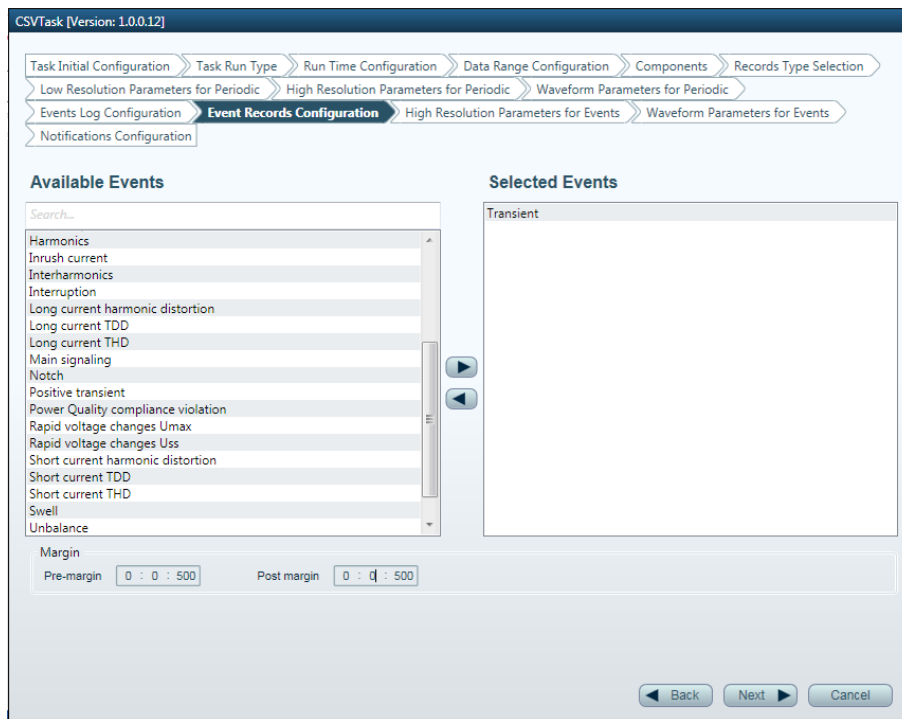 CSVTask [Version: 1.0.0.12]
Task Initial Configuration Task Run Type Run Time Configuration Data Range Configuration Components Records Type Selection
Low Resolution Parameters for Periodic High Resolution Parameters for Periodic Waveform Parameters for Periodic
Events Log Configuration Event Records Configuration High Resolution Parameters for Events Waveform Parameters for Events
Notifications Configuration
Available Events Selected Events
Search... Transient
Harmonics
Inrush current
Interharmonics
Interruption
Long current harmonic distortion
Long current TDD
Long current THD
Main signaling
Notch
Positive transient
Power Quality compliance violation
Rapid voltage changes Umax
Rapid voltage changes Uss
Short current harmonic distortion
Short current TDD
Short current THD
Swell
Unbalance
Margin
Pre-margin 0 : 0 : 500 Post margin 0 : 0 : 500
Back Next Cancel